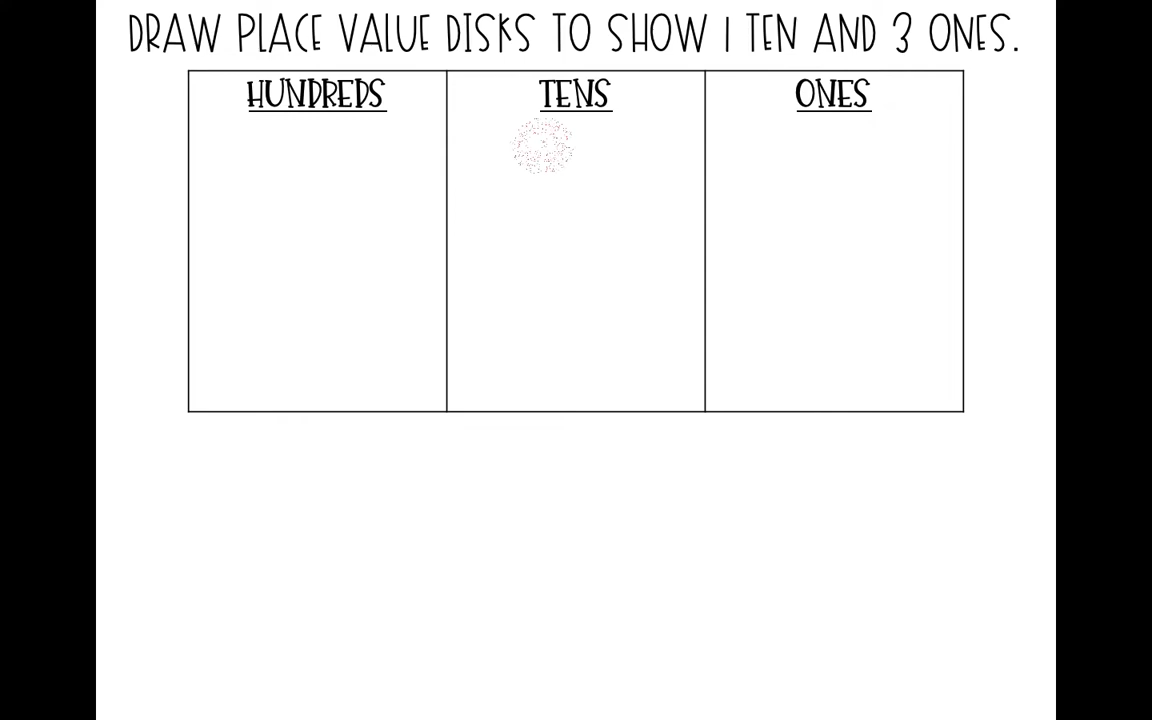 DRAW PLACE VALUE DISKS TO SHOW 1 TEN AND 3 ONES.
HUNDREDS TENS ONES